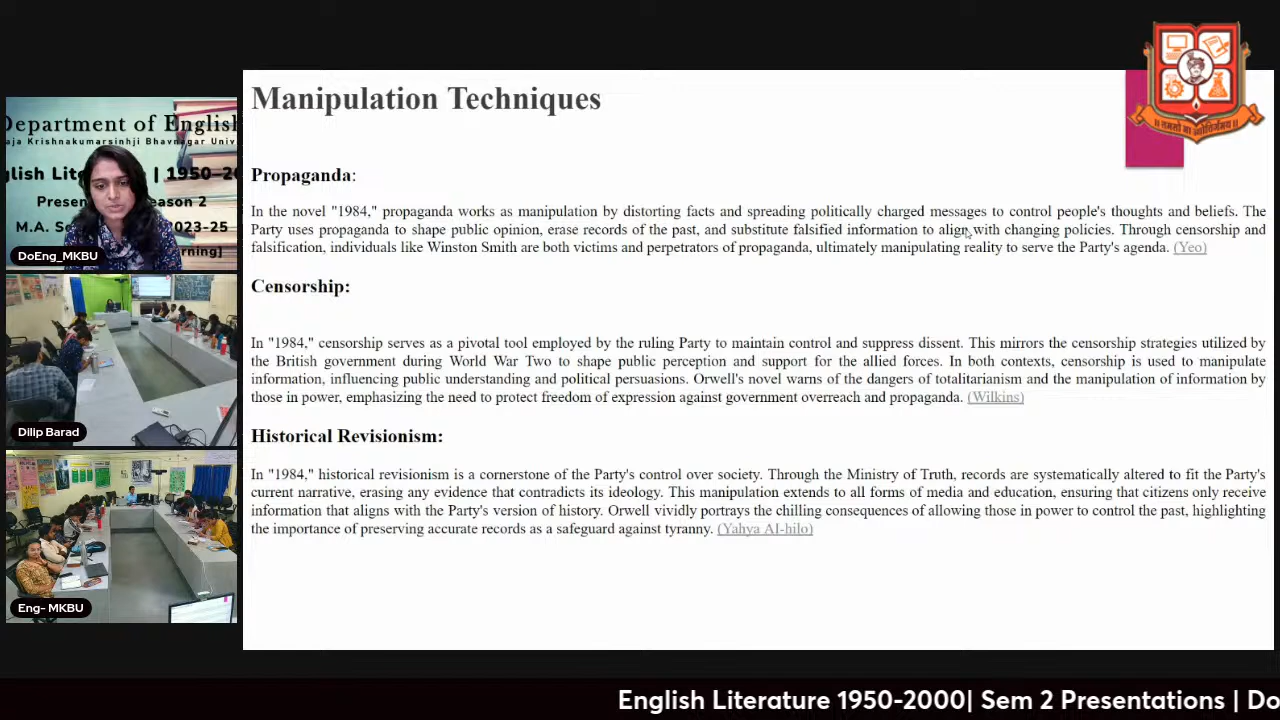 Manipulation Techniques
Propaganda:
In the novel "1984," propaganda works as manipulation by distorting facts and spreading politically charged messages to control people's thoughts and beliefs. The
Party uses propaganda to shape public opinion, erase records of the past, and substitute falsified information to align with changing policies. Through censorship and
falsification, individuals like Winston Smith are both victims and perpetrators of propaganda, ultimately manipulating reality to serve the Party's agenda. (Yeo)
Censorship:
In "1984," censorship serves as a pivotal tool employed by the ruling Party to maintain control and suppress dissent. This mirrors the censorship strategies utilized by
the British government during World War Two to shape public perception and support for the allied forces. In both contexts, censorship is used to manipulate
information, influencing public understanding and political persuasions. Orwell's novel warns of the dangers of totalitarianism and the manipulation of information by
those in power, emphasizing the need to protect freedom of expression against government overreach and propaganda. (Wilkins)
Historical Revisionism:
In "1984," historical revisionism is a cornerstone of the Party's control over society. Through the Ministry of Truth, records are systematically altered to fit the Party's
current narrative, erasing any evidence that contradicts its ideology. This manipulation extends to all forms of media and education, ensuring that citizens only receive
information that aligns with the Party's version of history. Orwell vividly portrays the chilling consequences of allowing those in power to control the past, highlighting
the importance of preserving accurate records as a safeguard against tyranny. (Yahya Al-hilo)
Department of English
Krishnakumarsinhji Bhavnagar
1950-20
Season 2
M.A.
023-25
DoEng_MKBU
Dilip Barad
Eng- MKBU
॥ तमसो मा ज्योतिर्गमय ॥
English Literature 1950-2000| Sem 2 Presentations | Do